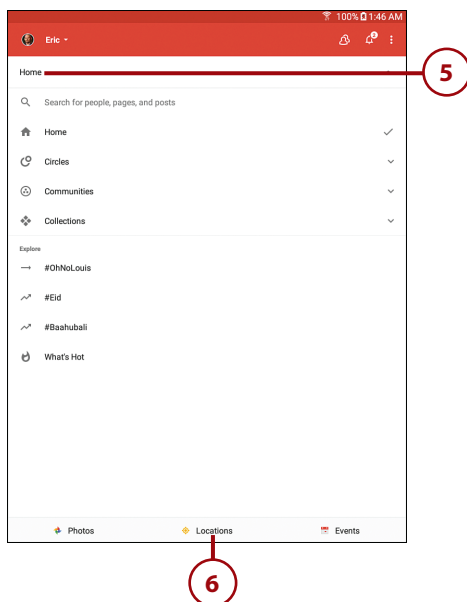 100% 1:46 AM
Eric
Home
5
Search for people, pages, and posts
Home
Circles
Communities
Collections
Explore
#OhNoLouis
#Eid
#Baahubali
What's Hot
Photos Locations Events
6